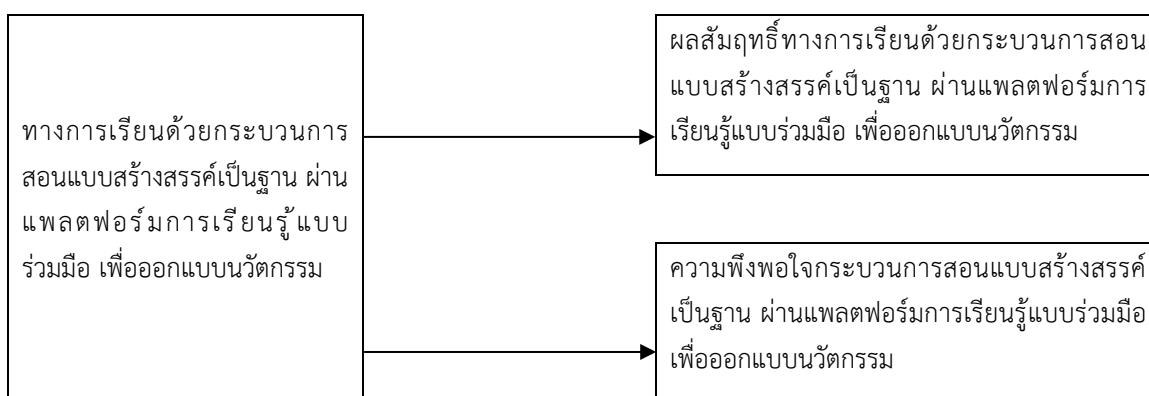 ทางการเรียนด้วยกระบวนการ
สอนแบบสร้างสรรค์เป็นฐาน ผ่าน
แพลตฟอร์มการเรียนรู้แบบ
ร่วมมือ เพื่อออกแบบนวัตกรรม
ผลสัมฤทธิ์ทางการเรียนด้วยกระบวนการสอน
แบบสร้างสรรค์เป็นฐาน ผ่านแพลตฟอร์มการ
เรียนรู้แบบร่วมมือ เพื่อออกแบบนวัตกรรม
ความพึงพอใจกระบวนการสอนแบบสร้างสรรค์
เป็นฐาน ผ่านแพลตฟอร์มการเรียนรู้แบบร่วมมือ
เพื่อออกแบบนวัตกรรม